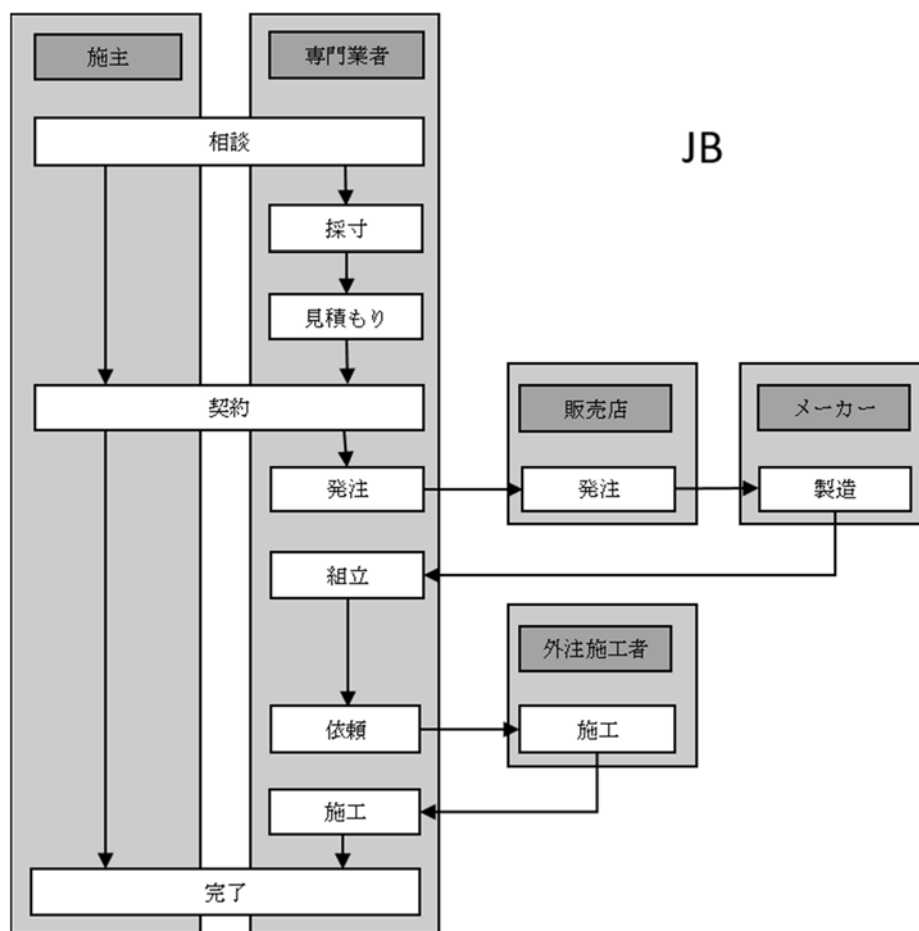 施主
専門業者
相談
JB
採寸
見積もり
契約
販売店
メーカー
発注
発注
製造
組立
外注施工者
依頼
施工
施工
完了